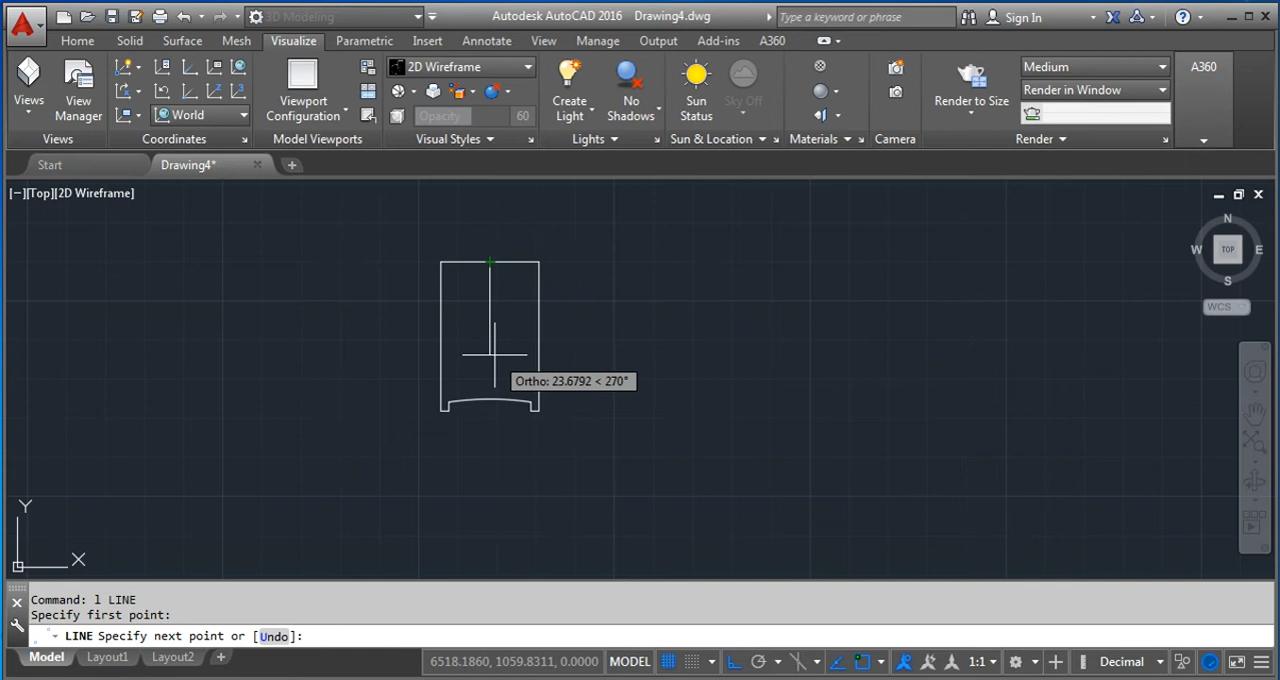 3D Modeling
Autodesk AutoCAD 2016 Drawing4.dwg
Type a keyword or phrase
Sign In
Home Solid Surface Mesh Visualize Parametric Insert Annotate View Manage Output Add-ins A360
Views
View Manager
World
Viewport Configuration
2D Wireframe
Opacity 60
Create Light
No Shadows
Sun Status
Sky Off
Render to Size
Medium
Render in Window
A360
Views Coordinates Model Viewports Visual Styles Lights Sun & Location Materials Camera Render
Start Drawing4*
[−][Top][2D Wireframe]
N
W TOP E
S
WCS
Ortho: 23.6792 < 270°
Y
X
Command: l LINE
Specify first point:
LINE Specify next point or [Undo]:
Model Layout1 Layout2 +
6518.1860, 1059.8311, 0.0000 MODEL 1:1 Decimal